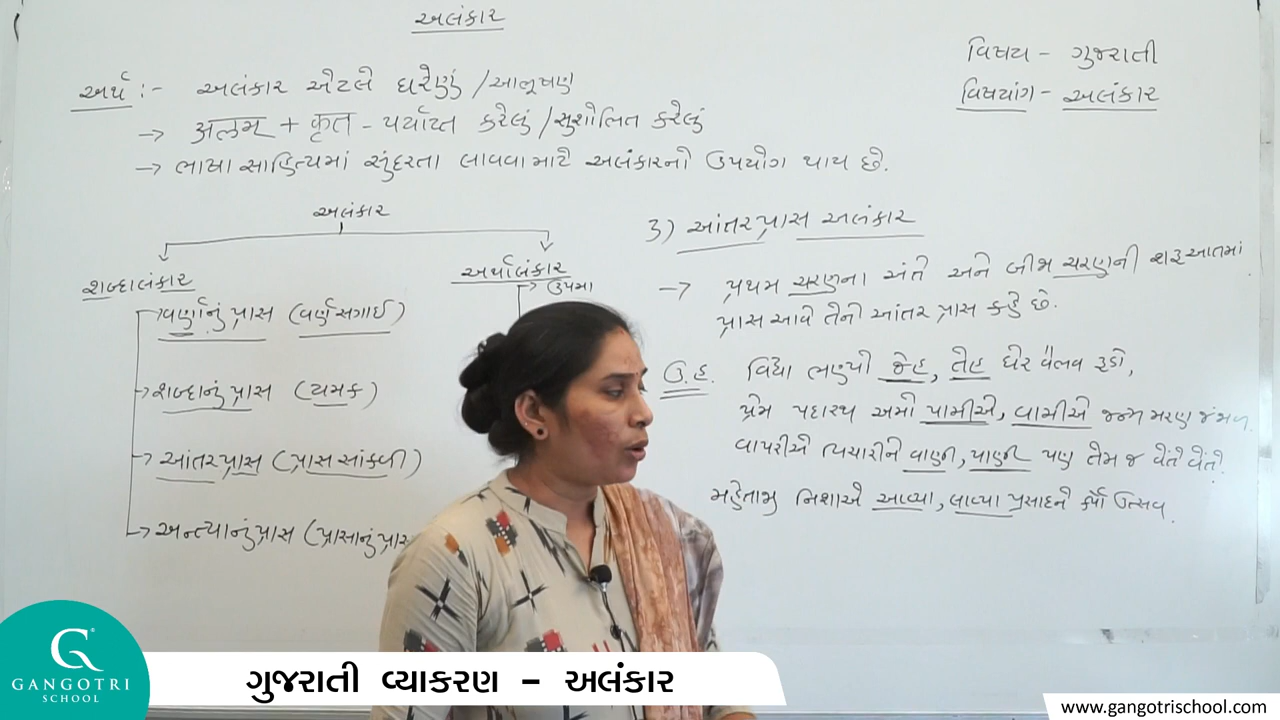 અલંકાર
વિષય - ગુજરાતી
વિષયાંગ - અલંકાર
અર્થ :- અલંકાર એટલે ઘરેણું / આભૂષણ
→ अलम + कृत - પર્યાપ્ત કરેલું / સુશોભિત કરેલું
→ ભાષા સાહિત્યમાં સુંદરતા લાવવા માટે અલંકારનો ઉપયોગ થાય છે.
અલંકાર
શબ્દાલંકાર
અર્થાલંકાર
→ ઉપમા
→ વર્ણાનુંપ્રાસ (વર્ણસગાઈ)
→ શબ્દાનુંપ્રાસ (યમક)
→ આંતરપ્રાસ (પ્રાસસાંકળી)
→ અન્ત્યાનુંપ્રાસ (પ્રાસાનુંપ્રાસ
૩) આંતરપ્રાસ અલંકાર
→ પ્રથમ ચરણના અંતે અને બીજા ચરણની શરૂઆતમાં
પ્રાસ આવે તેને આંતર પ્રાસ કહે છે.
ઉ.હ. વિદ્યા ભણ્યો જેહ, તેહ ઘેર વૈભવ રૂડો,
પ્રેમ પદારથ અમો પામીએ, વામીએ જન્મ મરણ જંજાળ.
વાપરીએ વિચારીને વાણી, પાણી પણ તેમ જ વેંતે વેંતે.
મહેતાજી નિશાએ આવ્યા, લાવ્યા પ્રસાદને કર્યો ઉત્સવ.
GANGOTRI
SCHOOL
ગુજરાતી વ્યાકરણ – અલંકાર
www.gangotrischool.com